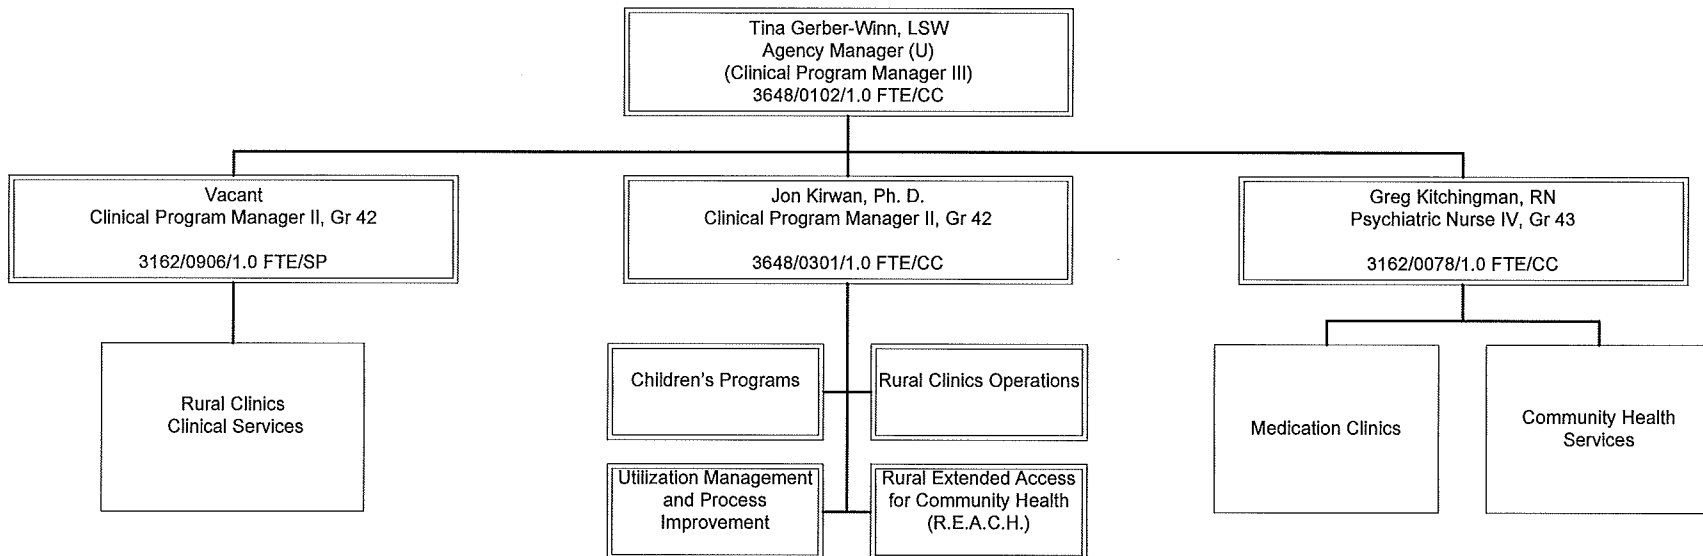 Tina Gerber-Winn, LSW
Agency Manager (U)
(Clinical Program Manager III)
3648/0102/1.0 FTE/CC
Vacant
Clinical Program Manager II, Gr 42
3162/0906/1.0 FTE/SP
Jon Kirwan, Ph. D.
Clinical Program Manager II, Gr 42
3648/0301/1.0 FTE/CC
Greg Kitchingman, RN
Psychiatric Nurse IV, Gr 43
3162/0078/1.0 FTE/CC
Rural Clinics
Clinical Services
Children's Programs
Rural Clinics Operations
Utilization Management
and Process
Improvement
Rural Extended Access
for Community Health
(R.E.A.C.H.)
Medication Clinics
Community Health
Services